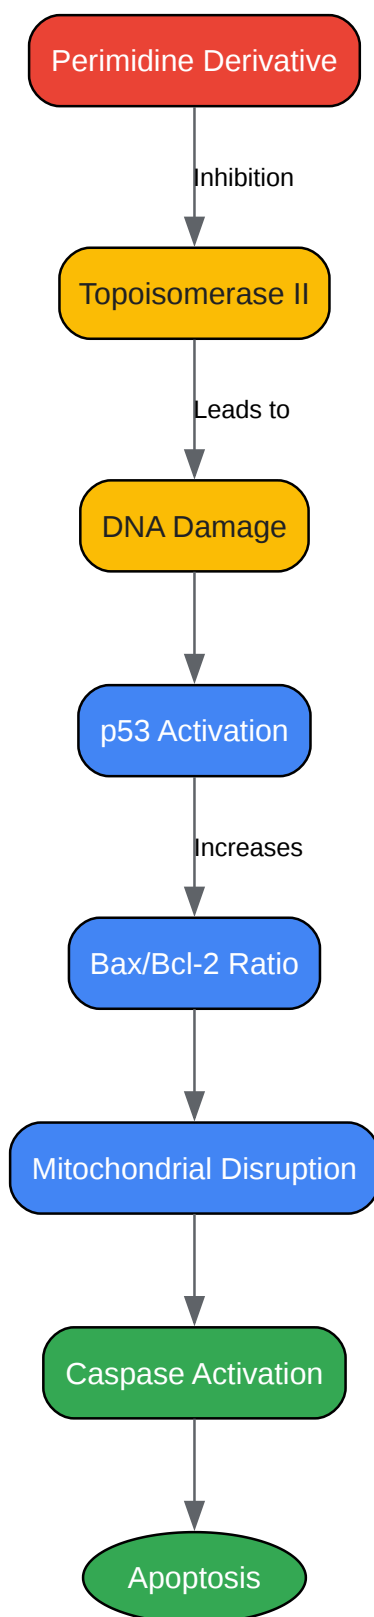 Perimidine Derivative
Inhibition
Topoisomerase II
Leads to
DNA Damage
p53 Activation
Increases
Bax/Bcl-2 Ratio
Mitochondrial Disruption
Caspase Activation
Apoptosis